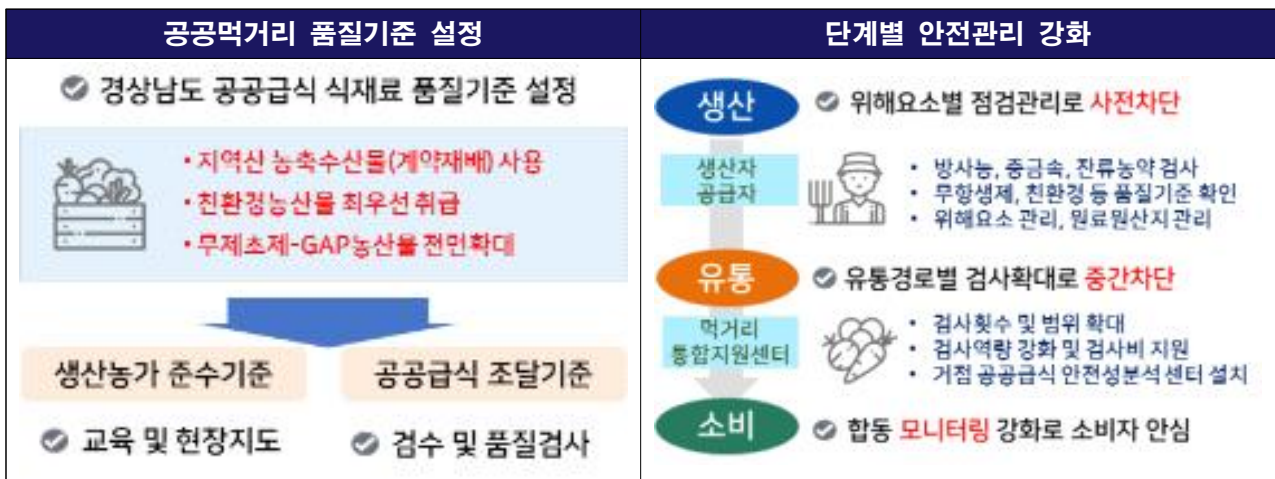 공공먹거리 품질기준 설정
경상남도 공공급식 식재료 품질기준 설정
• 지역산 농축수산물(계약재배) 사용
• 친환경농산물 최우선 취급
• 무제초제-GAP농산물 전면확대
생산농가 준수기준
공공급식 조달기준
교육 및 현장지도
검수 및 품질검사
단계별 안전관리 강화
생산
위해요소별 점검관리로 사전차단
생산자
공급자
• 방사능, 중금속, 잔류농약 검사
• 무항생제, 친환경 등 품질기준 확인
• 위해요소 관리, 원료원산지 관리
유통
유통경로별 검사확대로 중간차단
먹거리
통합지원센터
• 검사횟수 및 범위 확대
• 검사역량 강화 및 검사비 지원
• 거점 공공급식 안전성분석 센터 설치
소비
합동 모니터링 강화로 소비자 안심